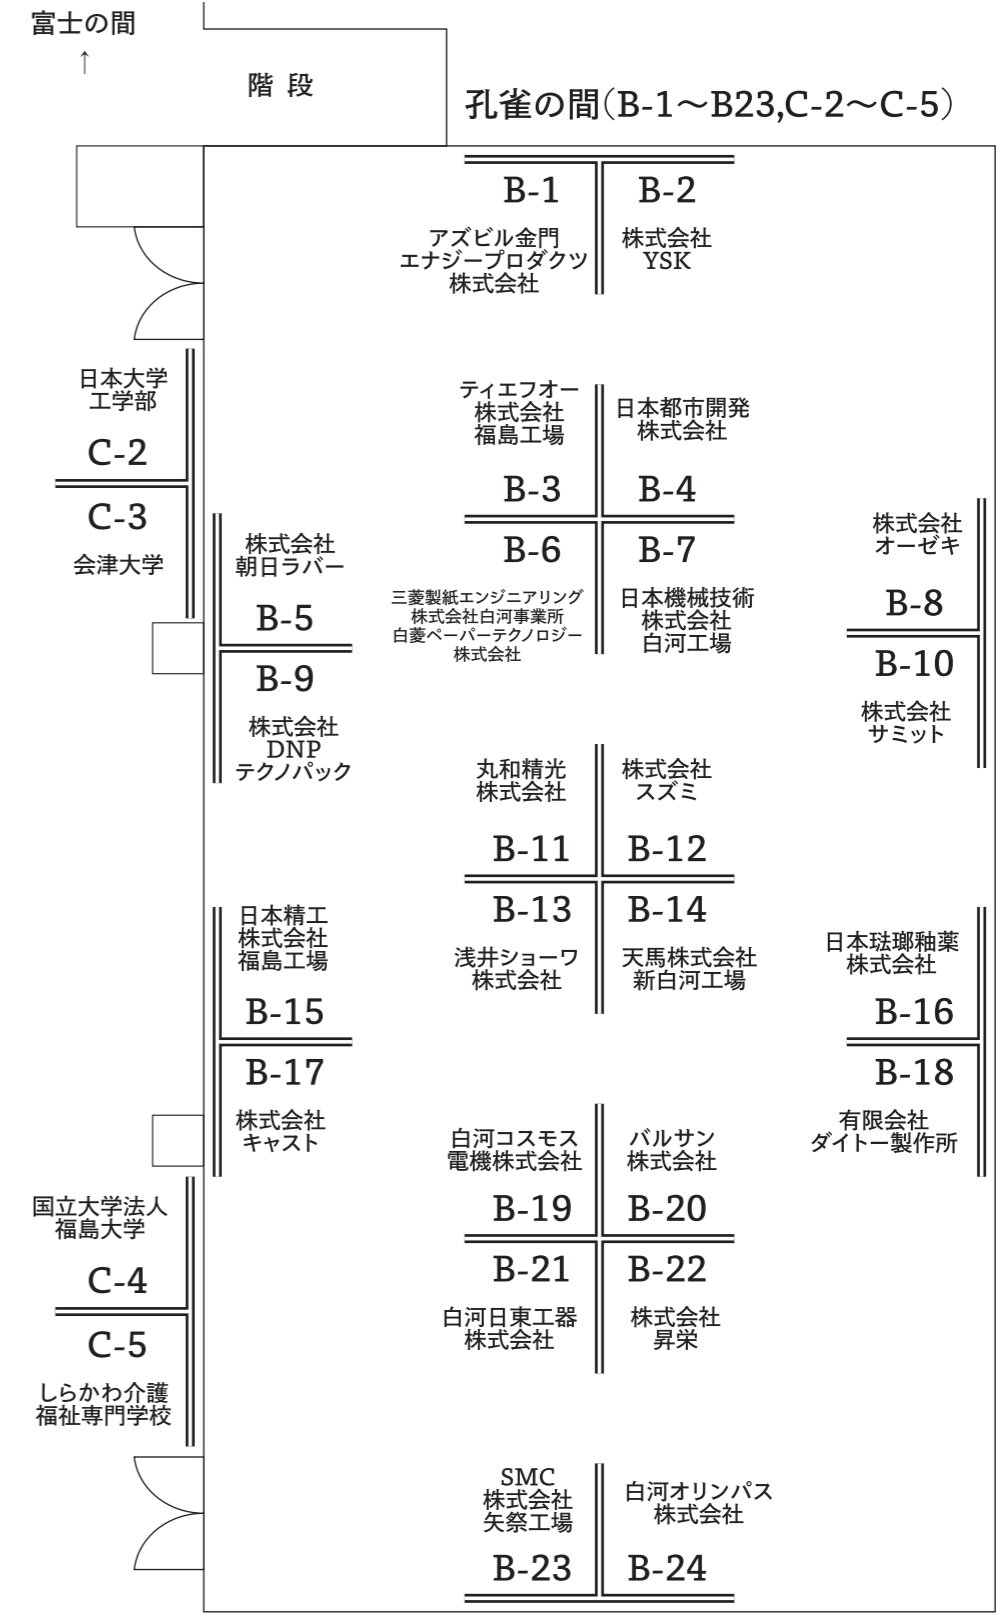 富士の間
↑
階 段
孔雀の間(B-1〜B23,C-2〜C-5)
B-1
アズビル金門
エナジープロダクツ
株式会社
B-2
株式会社
YSK
日本大学
工学部
C-2
C-3
会津大学
ティエフオー
株式会社
福島工場
B-3
日本都市開発
株式会社
B-4
B-6
三菱製紙エンジニアリング
株式会社白河事業所
白菱ペーパーテクノロジー
株式会社
B-7
日本機械技術
株式会社
白河工場
株式会社
朝日ラバー
B-5
B-9
株式会社
DNP
テクノパック
株式会社
オーゼキ
B-8
B-10
株式会社
サミット
丸和精光
株式会社
B-11
株式会社
スズミ
B-12
B-13
浅井ショーワ
株式会社
B-14
天馬株式会社
新白河工場
日本精工
株式会社
福島工場
B-15
B-17
株式会社
キャスト
日本琺瑯釉薬
株式会社
B-16
B-18
有限会社
ダイトー製作所
白河コスモス
電機株式会社
B-19
バルサン
株式会社
B-20
B-21
白河日東工器
株式会社
B-22
株式会社
昇栄
国立大学法人
福島大学
C-4
C-5
しらかわ介護
福祉専門学校
SMC
株式会社
矢祭工場
B-23
白河オリンパス
株式会社
B-24